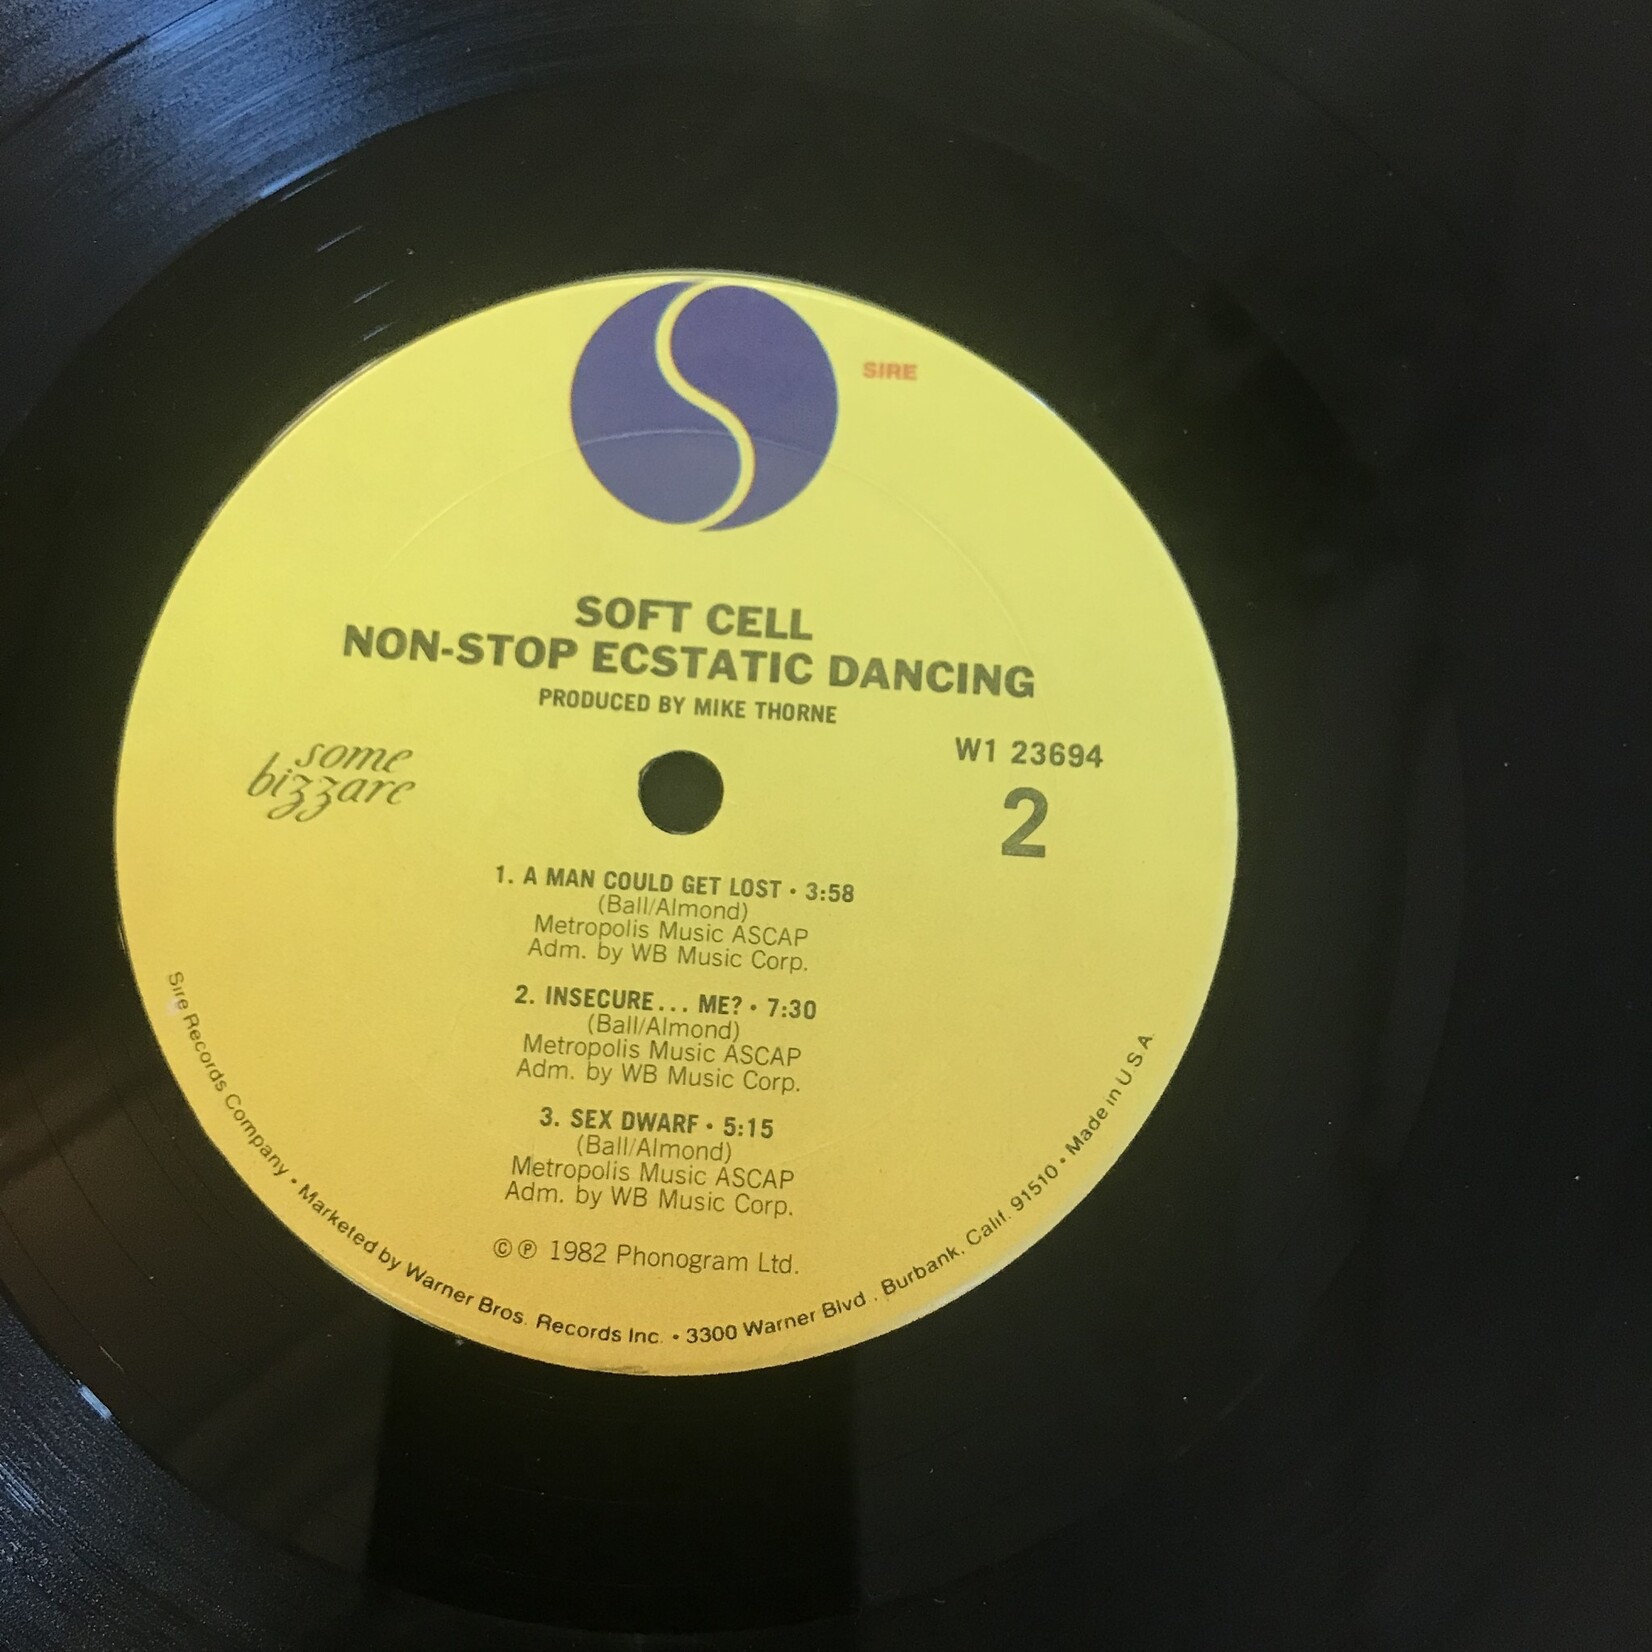 SIRE
SOFT CELL
NON-STOP ECSTATIC DANCING
PRODUCED BY MIKE THORNE
some
bizzare
W1 23694
2
1. A MAN COULD GET LOST • 3:58
(Ball/Almond)
Metropolis Music ASCAP
Adm. by WB Music Corp.
2. INSECURE... ME? • 7:30
(Ball/Almond)
Metropolis Music ASCAP
Adm. by WB Music Corp.
3. SEX DWARF • 5:15
(Ball/Almond)
Metropolis Music ASCAP
Adm. by WB Music Corp.
©℗ 1982 Phonogram Ltd.
Sire Records Company • Marketed by Warner Bros. Records Inc. • 3300 Warner Blvd., Burbank, Calif. 91510 • Made in U.S.A.